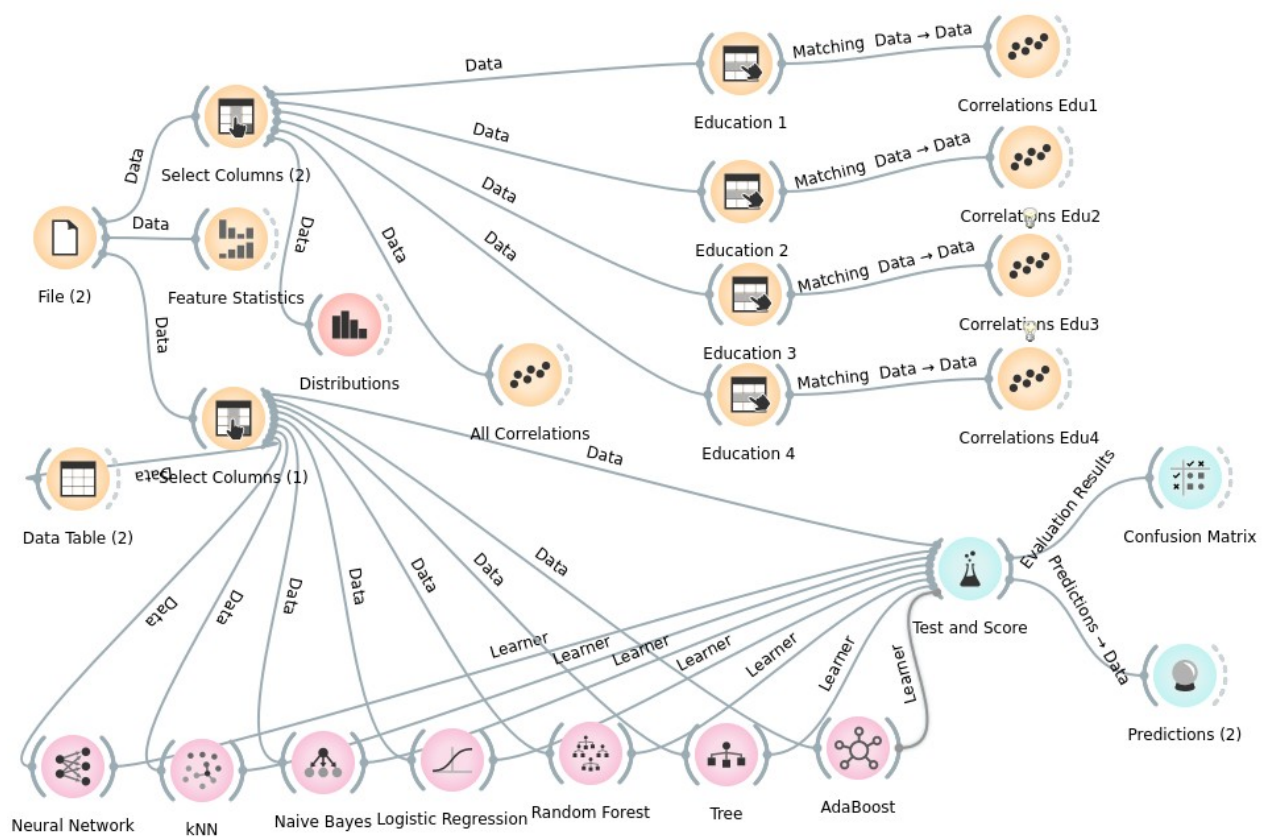 Data
Matching Data → Data
Education 1
Correlations Edu1
Data
Data
Matching Data → Data
Select Columns (2)
Data
Data
Education 2
Correlations Edu2
Data
Data
Data
Matching Data → Data
File (2)
Feature Statistics
Data
Education 3
Correlations Edu3
Distributions
Matching Data → Data
All Correlations
Education 4
Correlations Edu4
Data
Data
Select Columns (1)
Data Table (2)
Evaluation Results
Confusion Matrix
Data
Data
Data
Data
Data
Data
Data
Predictions → Data
Test and Score
Learner
Learner
Learner
Learner
Learner
Learner
Learner
Predictions (2)
Neural Network
kNN
Naive Bayes
Logistic Regression
Random Forest
Tree
AdaBoost